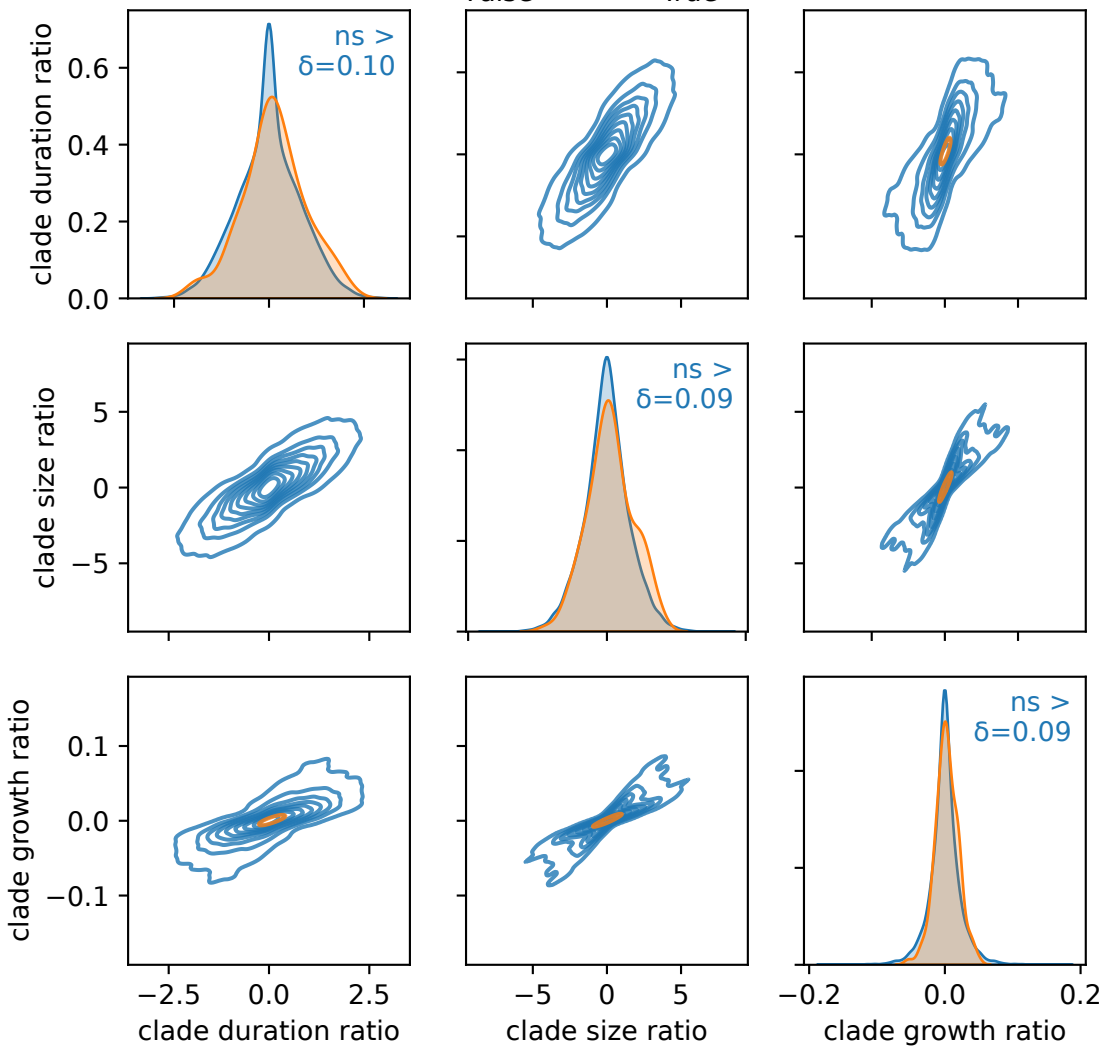 clade duration ratio
0.6
0.4
0.2
0.0
ns >
δ=0.10
clade size ratio
5
0
−5
ns >
δ=0.09
clade growth ratio
0.1
0.0
−0.1
ns >
δ=0.09
−2.5 0.0 2.5
−5 0 5
−0.2 0.0 0.2
clade duration ratio
clade size ratio
clade growth ratio